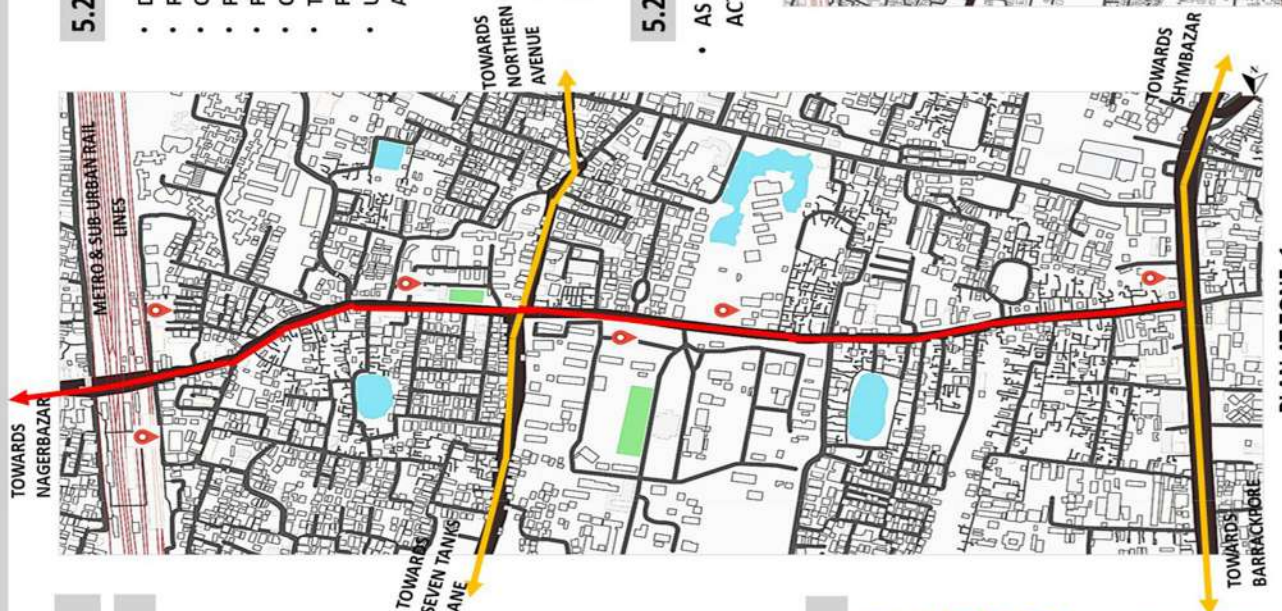 5.2
5.2
• AS
AC
TOWARDS
NAGERBAZAR
METRO & SUB-URBAN RAIL
LINES
TOWARDS
NORTHERN
AVENUE
TOWARDS
SEVEN TANKS
ANE
TOWARDS
SHYMBAZAR
TOWARDS
BARRACKPORE